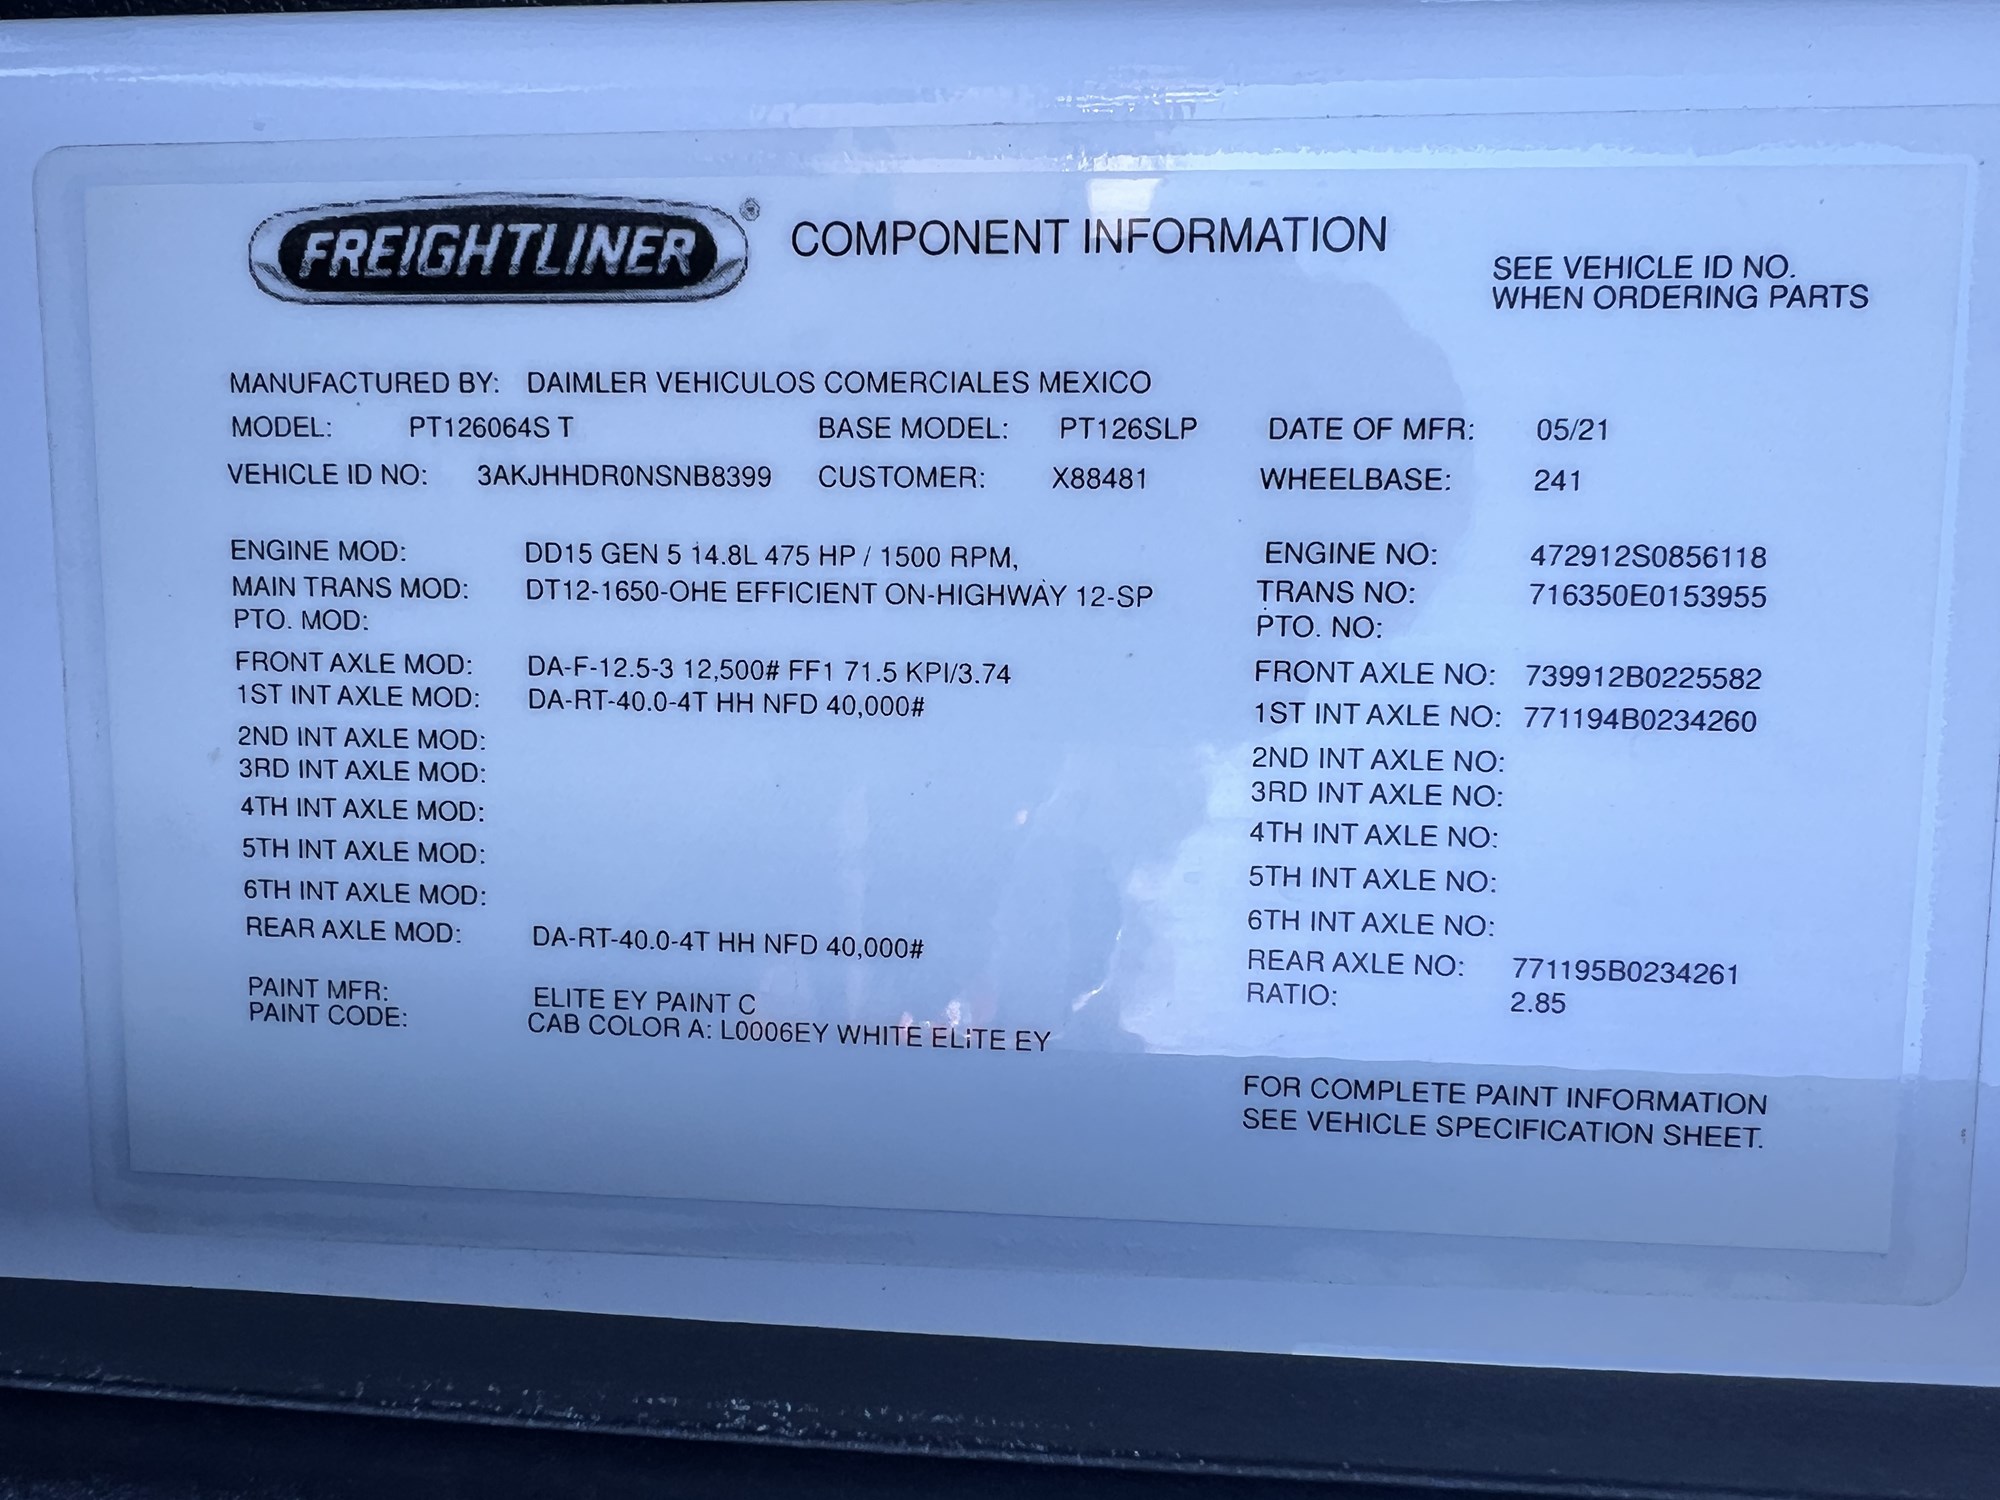 FREIGHTLINER® COMPONENT INFORMATION
SEE VEHICLE ID NO.
WHEN ORDERING PARTS
MANUFACTURED BY: DAIMLER VEHICULOS COMERCIALES MEXICO
MODEL: PT126064S T BASE MODEL: PT126SLP DATE OF MFR: 05/21
VEHICLE ID NO: 3AKJHHDR0NSNB8399 CUSTOMER: X88481 WHEELBASE: 241
ENGINE MOD: DD15 GEN 5 14.8L 475 HP / 1500 RPM, ENGINE NO: 472912S0856118
MAIN TRANS MOD: DT12-1650-OHE EFFICIENT ON-HIGHWAY 12-SP TRANS NO: 716350E0153955
PTO. MOD: PTO. NO:
FRONT AXLE MOD: DA-F-12.5-3 12,500# FF1 71.5 KPI/3.74 FRONT AXLE NO: 739912B0225582
1ST INT AXLE MOD: DA-RT-40.0-4T HH NFD 40,000# 1ST INT AXLE NO: 771194B0234260
2ND INT AXLE MOD: 2ND INT AXLE NO:
3RD INT AXLE MOD: 3RD INT AXLE NO:
4TH INT AXLE MOD: 4TH INT AXLE NO:
5TH INT AXLE MOD: 5TH INT AXLE NO:
6TH INT AXLE MOD: 6TH INT AXLE NO:
REAR AXLE MOD: DA-RT-40.0-4T HH NFD 40,000# REAR AXLE NO: 771195B0234261
PAINT MFR: ELITE EY PAINT C RATIO: 2.85
PAINT CODE: CAB COLOR A: L0006EY WHITE ELITE EY
FOR COMPLETE PAINT INFORMATION
SEE VEHICLE SPECIFICATION SHEET.